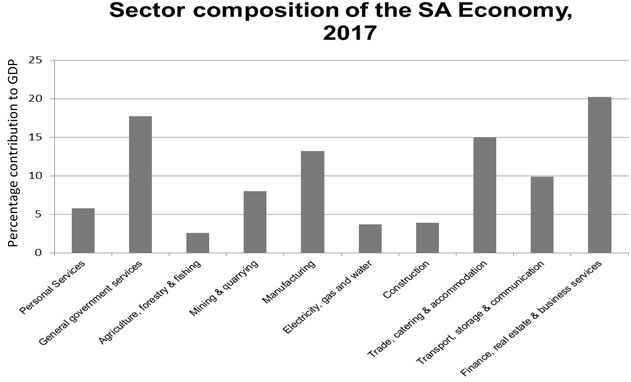 Sector composition of the SA Economy,
2017
Percentage contribution to GDP
25
20
15
10
5
0
Personal Services
General government services
Agriculture, forestry & fishing
Mining & quarrying
Manufacturing
Electricity, gas and water
Construction
Trade, catering & accommodation
Transport, storage & communication
Finance, real estate & business services